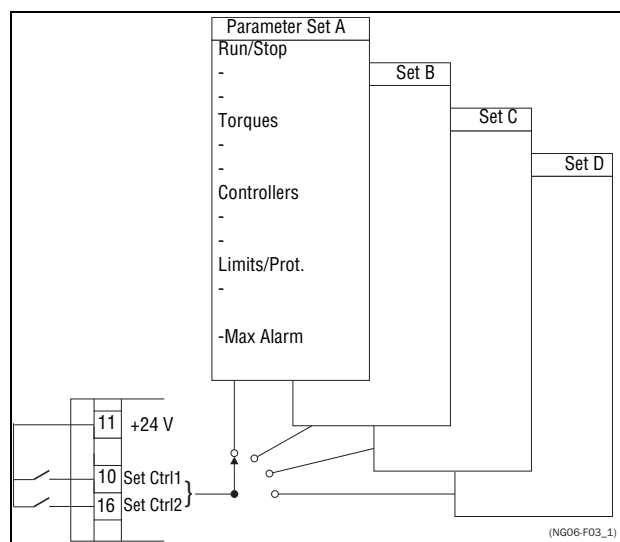 Parameter Set A
Run/Stop
-
-
Torques
-
-
Controllers
-
-
Limits/Prot.
-
-Max Alarm
Set B
Set C
Set D
11 +24 V
10 Set Ctrl1
16 Set Ctrl2
(NG06-F03_1)